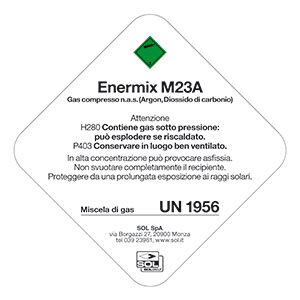 Enermix M23A
Gas compresso n.a.s.(Argon,Diossido di carbonio)
Attenzione
H280 Contiene gas sotto pressione:
può esplodere se riscaldato.
P403 Conservare in luogo ben ventilato.
In alta concentrazione può provocare asfissia.
Non svuotare completamente il recipiente.
Proteggere da una prolungata esposizione ai raggi solari.
Miscela di gas UN 1956
SOL SpA
via Borgazzi 27, 20900 Monza
tel 039 23961, www.sol.it
SOL